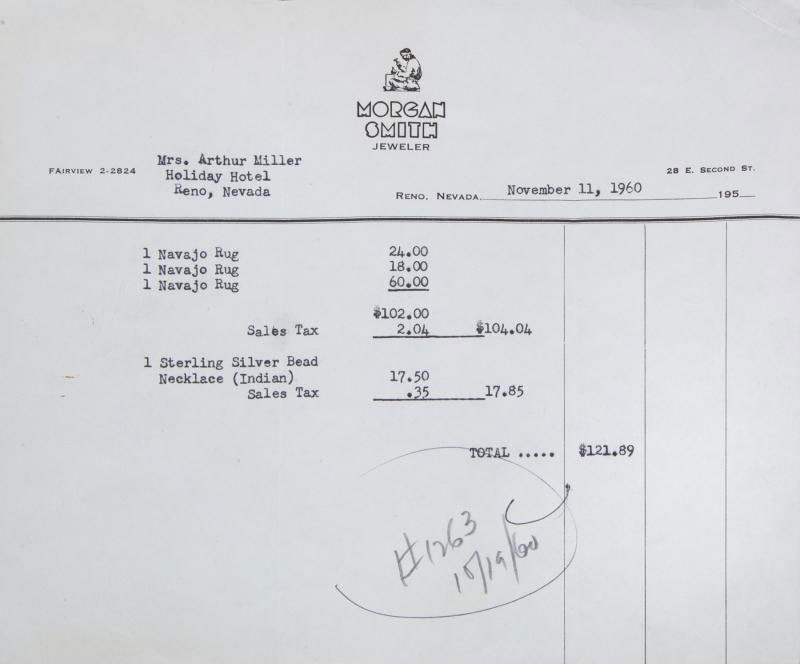 MORGAN
SMITH
JEWELER
FAIRVIEW 2-2824
Mrs. Arthur Miller
Holiday Hotel
Reno, Nevada
28 E. SECOND ST.
RENO, NEVADA, November 11, 1960 195
1 Navajo Rug 24.00
1 Navajo Rug 18.00
1 Navajo Rug 60.00
$102.00
Sales Tax 2.04 $104.04
1 Sterling Silver Bead
Necklace (Indian) 17.50
Sales Tax .35 17.85
TOTAL ..... $121.89
#1263
10/19/60